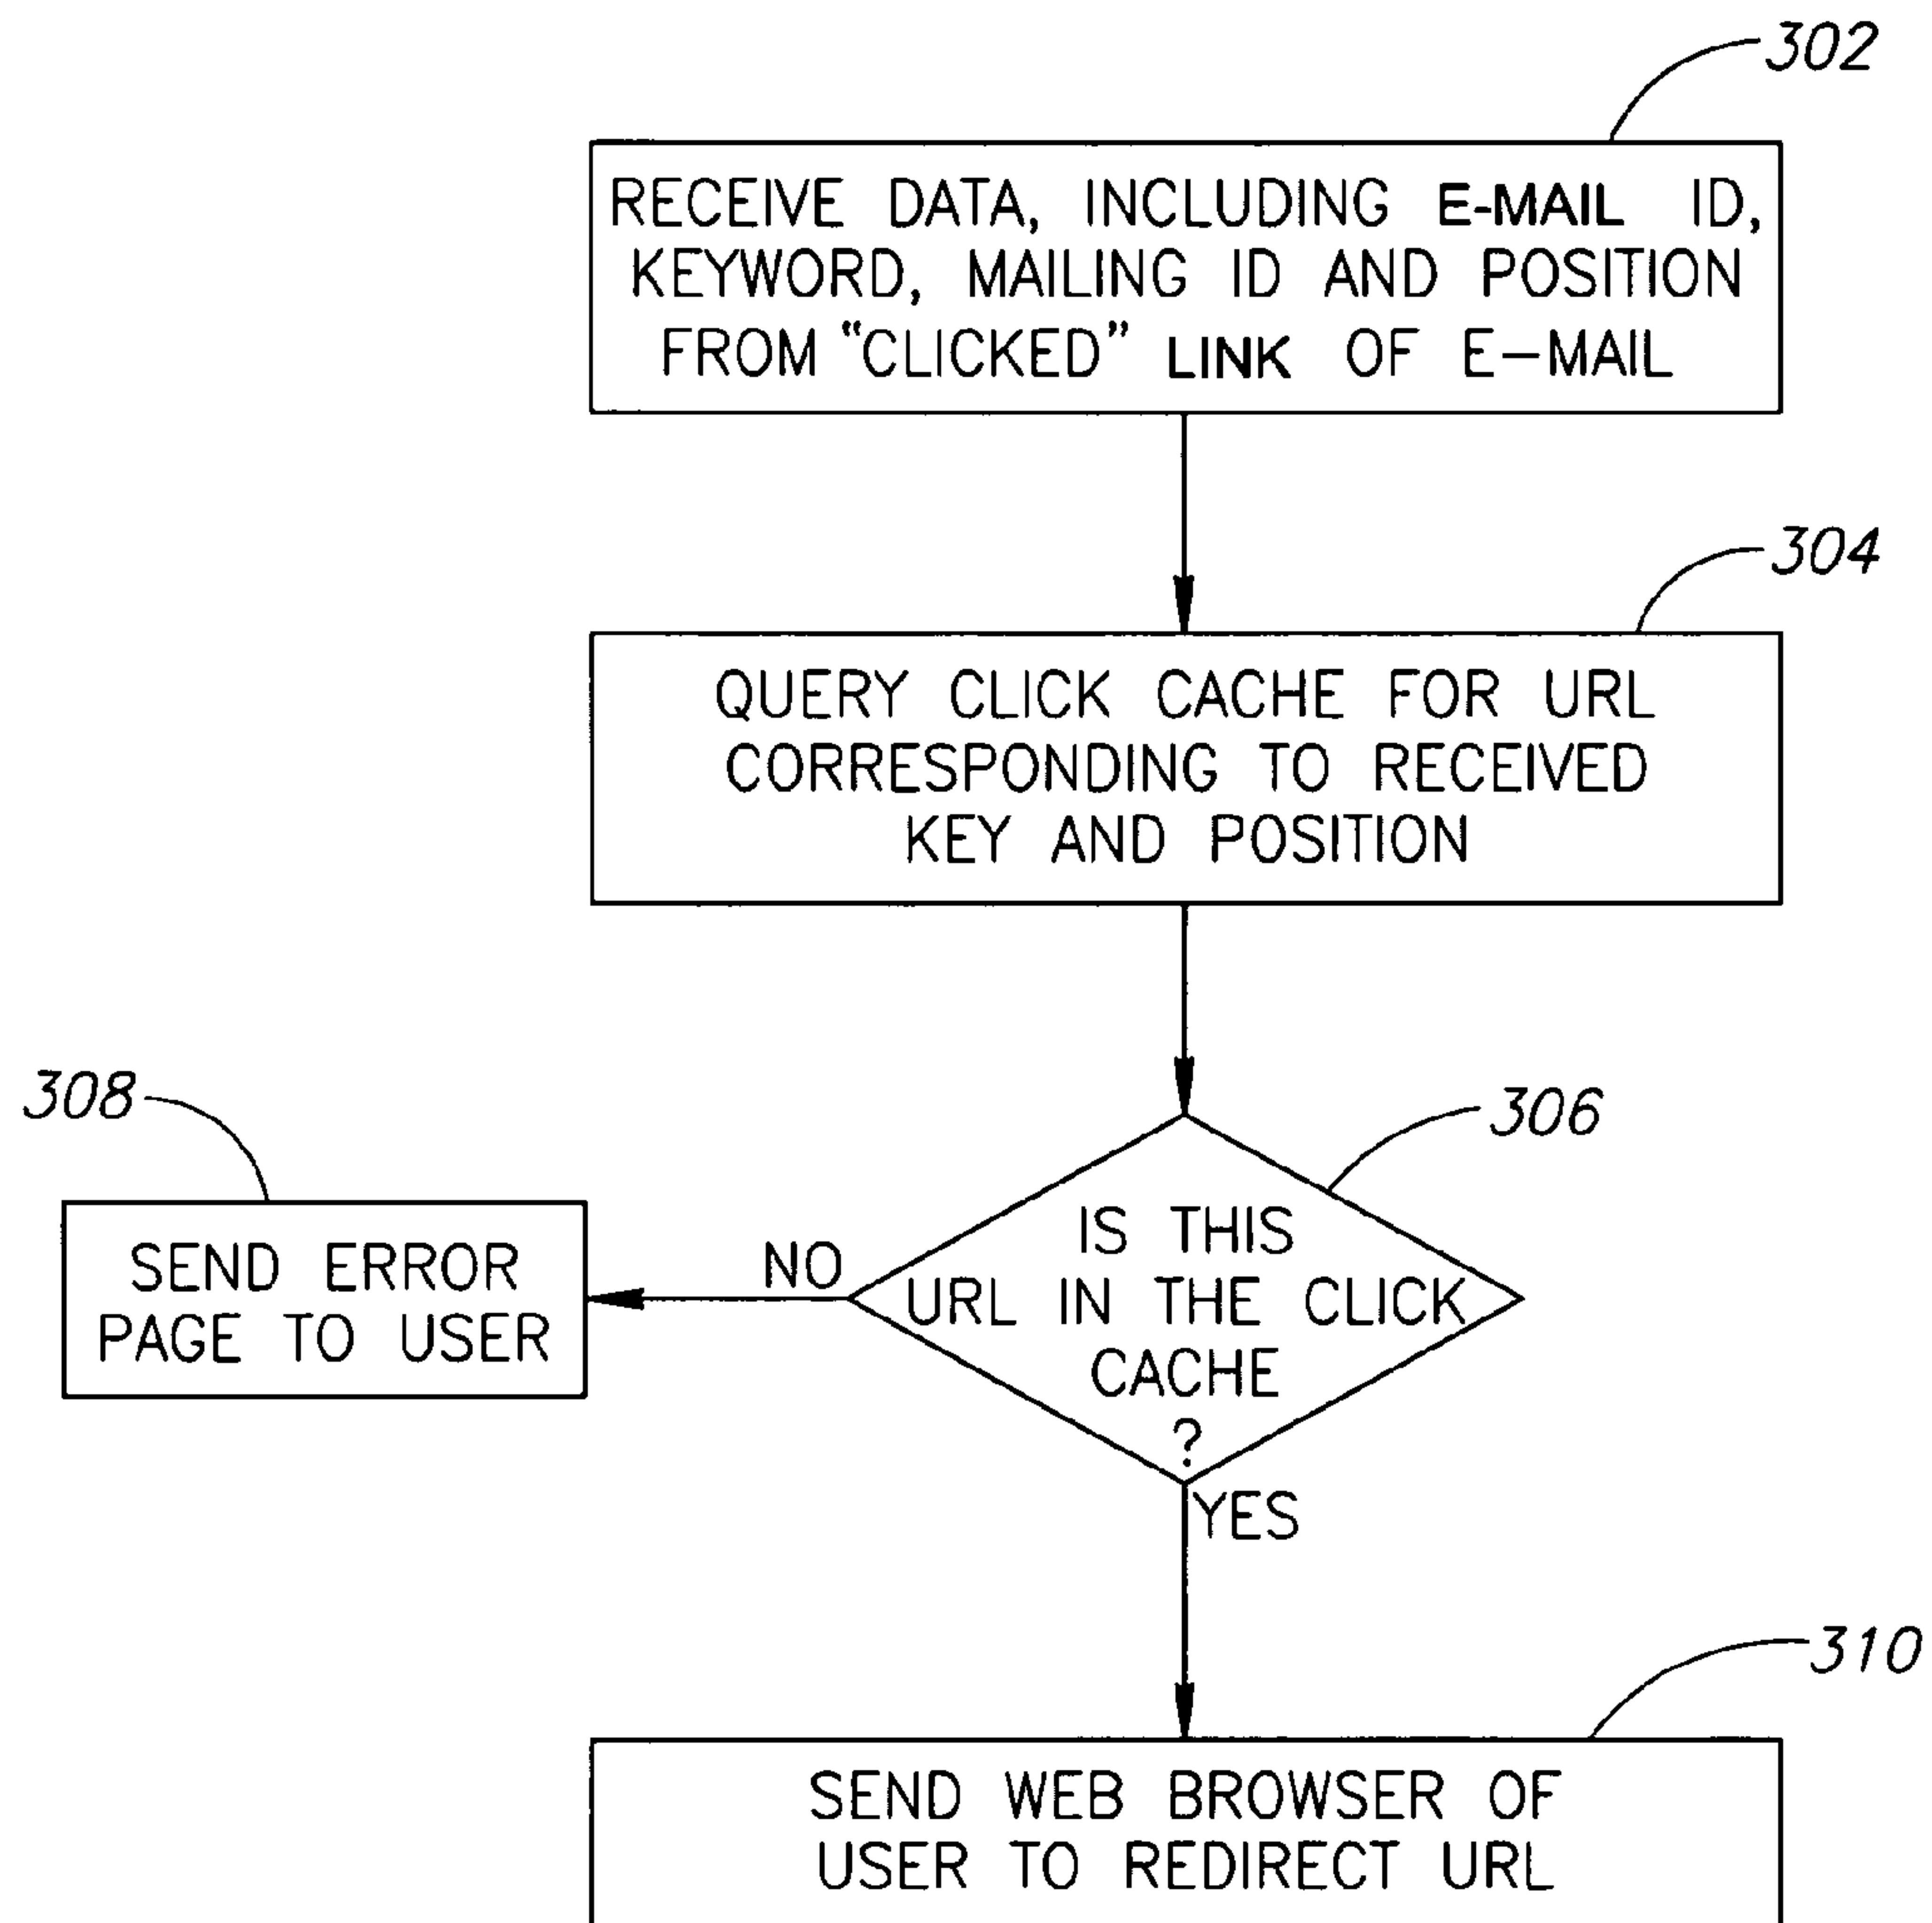 302
RECEIVE DATA, INCLUDING E-MAIL ID,
KEYWORD, MAILING ID AND POSITION
FROM “CLICKED” LINK OF E–MAIL
304
QUERY CLICK CACHE FOR URL
CORRESPONDING TO RECEIVED
KEY AND POSITION
306
IS THIS
URL IN THE CLICK
CACHE
?
NO
308
SEND ERROR
PAGE TO USER
YES
310
SEND WEB BROWSER OF
USER TO REDIRECT URL